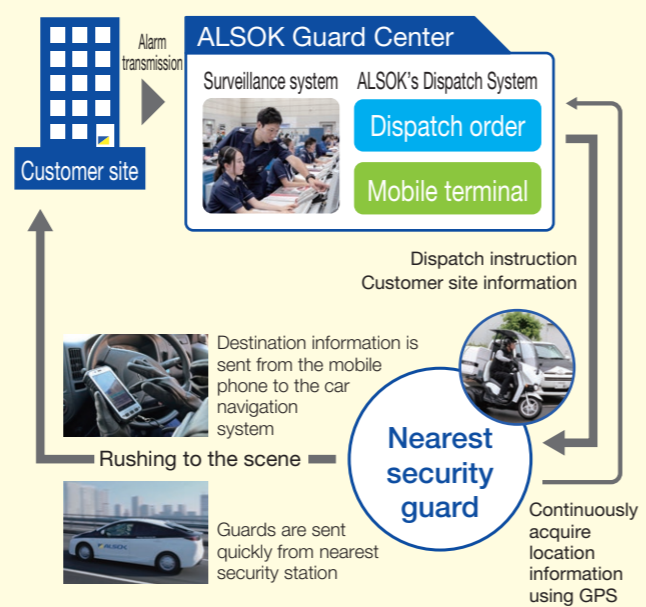 Alarm
transmission
ALSOK Guard Center
Surveillance system
ALSOK's Dispatch System
Dispatch order
Mobile terminal
Customer site
Dispatch instruction
Customer site information
Destination information is
sent from the mobile
phone to the car
navigation
system
Nearest
security
guard
Rushing to the scene
ALSOK
Guards are sent
quickly from nearest
security station
Continuously
acquire
location
information
using GPS